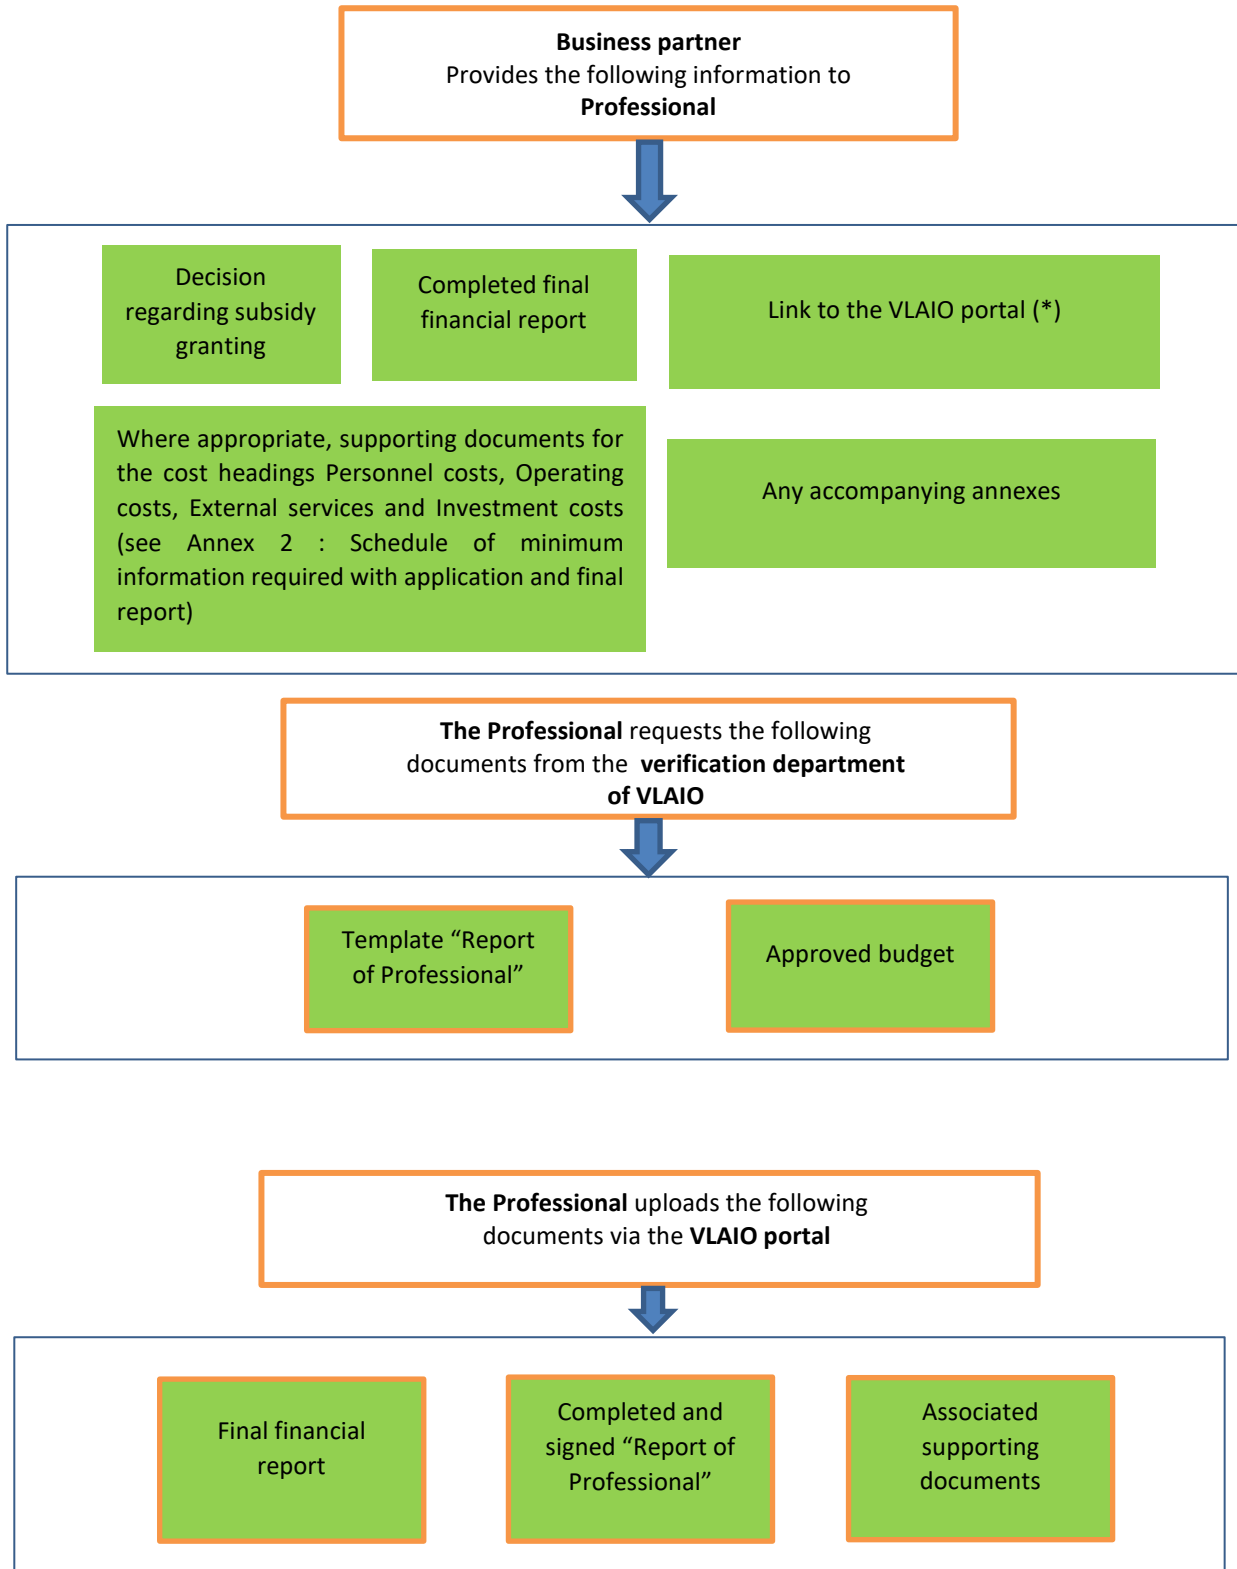 Business partner
Provides the following information to
Professional
Decision
regarding subsidy
granting
Completed final
financial report
Link to the VLAIO portal (*)
Where appropriate, supporting documents for
the cost headings Personnel costs, Operating
costs, External services and Investment costs
(see Annex 2 : Schedule of minimum
information required with application and final
report)
Any accompanying annexes
The Professional requests the following
documents from the verification department
of VLAIO
Template “Report
of Professional”
Approved budget
The Professional uploads the following
documents via the VLAIO portal
Final financial
report
Completed and
signed “Report of
Professional”
Associated
supporting
documents